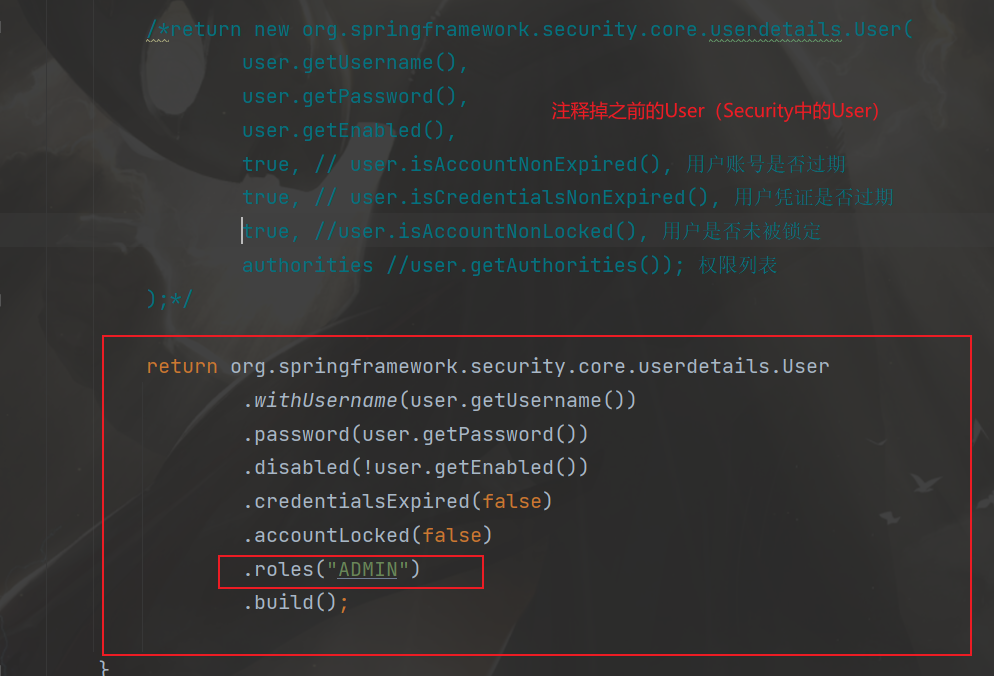 /*return new org.springframework.security.core.userdetails.User(
user.getUsername(),
user.getPassword(),
注释掉之前的User（Security中的User）
user.getEnabled(),
true, // user.isAccountNonExpired(), 用户账号是否过期
true, // user.isCredentialsNonExpired(), 用户凭证是否过期
true, //user.isAccountNonLocked(), 用户是否未被锁定
authorities //user.getAuthorities()); 权限列表
);*/
return org.springframework.security.core.userdetails.User
.withUsername(user.getUsername())
.password(user.getPassword())
.disabled(!user.getEnabled())
.credentialsExpired(false)
.accountLocked(false)
.roles("ADMIN")
.build();
}